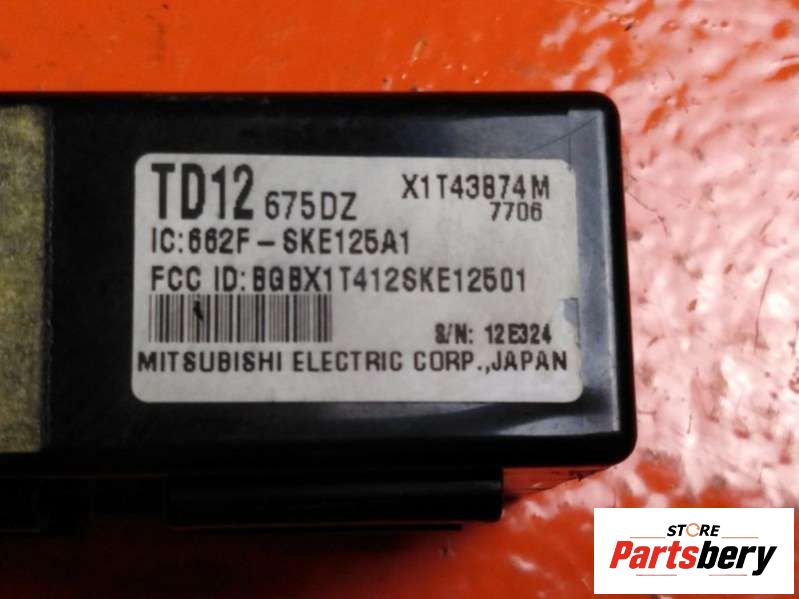 TD12 675DZ X1T43874M
7706
IC:662F-SKE125A1
FCC ID:BGBX1T412SKE12501
S/N: 12E324
MITSUBISHI ELECTRIC CORP.,JAPAN
STORE
Partsbery